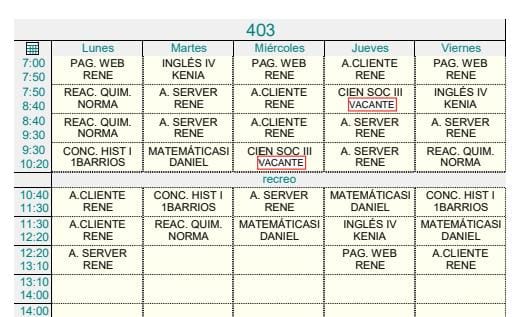 403
Lunes Martes Miércoles Jueves Viernes
7:00 PAG. WEB INGLÉS IV PAG. WEB A.CLIENTE PAG. WEB
7:50 RENE KENIA RENE RENE RENE
7:50 REAC. QUIM. A. SERVER A.CLIENTE CIEN SOC III INGLÉS IV
8:40 NORMA RENE RENE VACANTE KENIA
8:40 REAC. QUIM. A. SERVER A.CLIENTE A. SERVER A. SERVER
9:30 NORMA RENE RENE RENE RENE
9:30 CONC. HIST I MATEMÁTICASI CIEN SOC III A. SERVER REAC. QUIM.
10:20 1BARRIOS DANIEL VACANTE RENE NORMA
recreo
10:40 A.CLIENTE CONC. HIST I A. SERVER MATEMÁTICASI CONC. HIST I
11:30 RENE 1BARRIOS RENE DANIEL 1BARRIOS
11:30 A.CLIENTE REAC. QUIM. MATEMÁTICASI INGLÉS IV MATEMÁTICASI
12:20 RENE NORMA DANIEL KENIA DANIEL
12:20 A. SERVER PAG. WEB A.CLIENTE
13:10 RENE RENE RENE
13:10
14:00
14:00